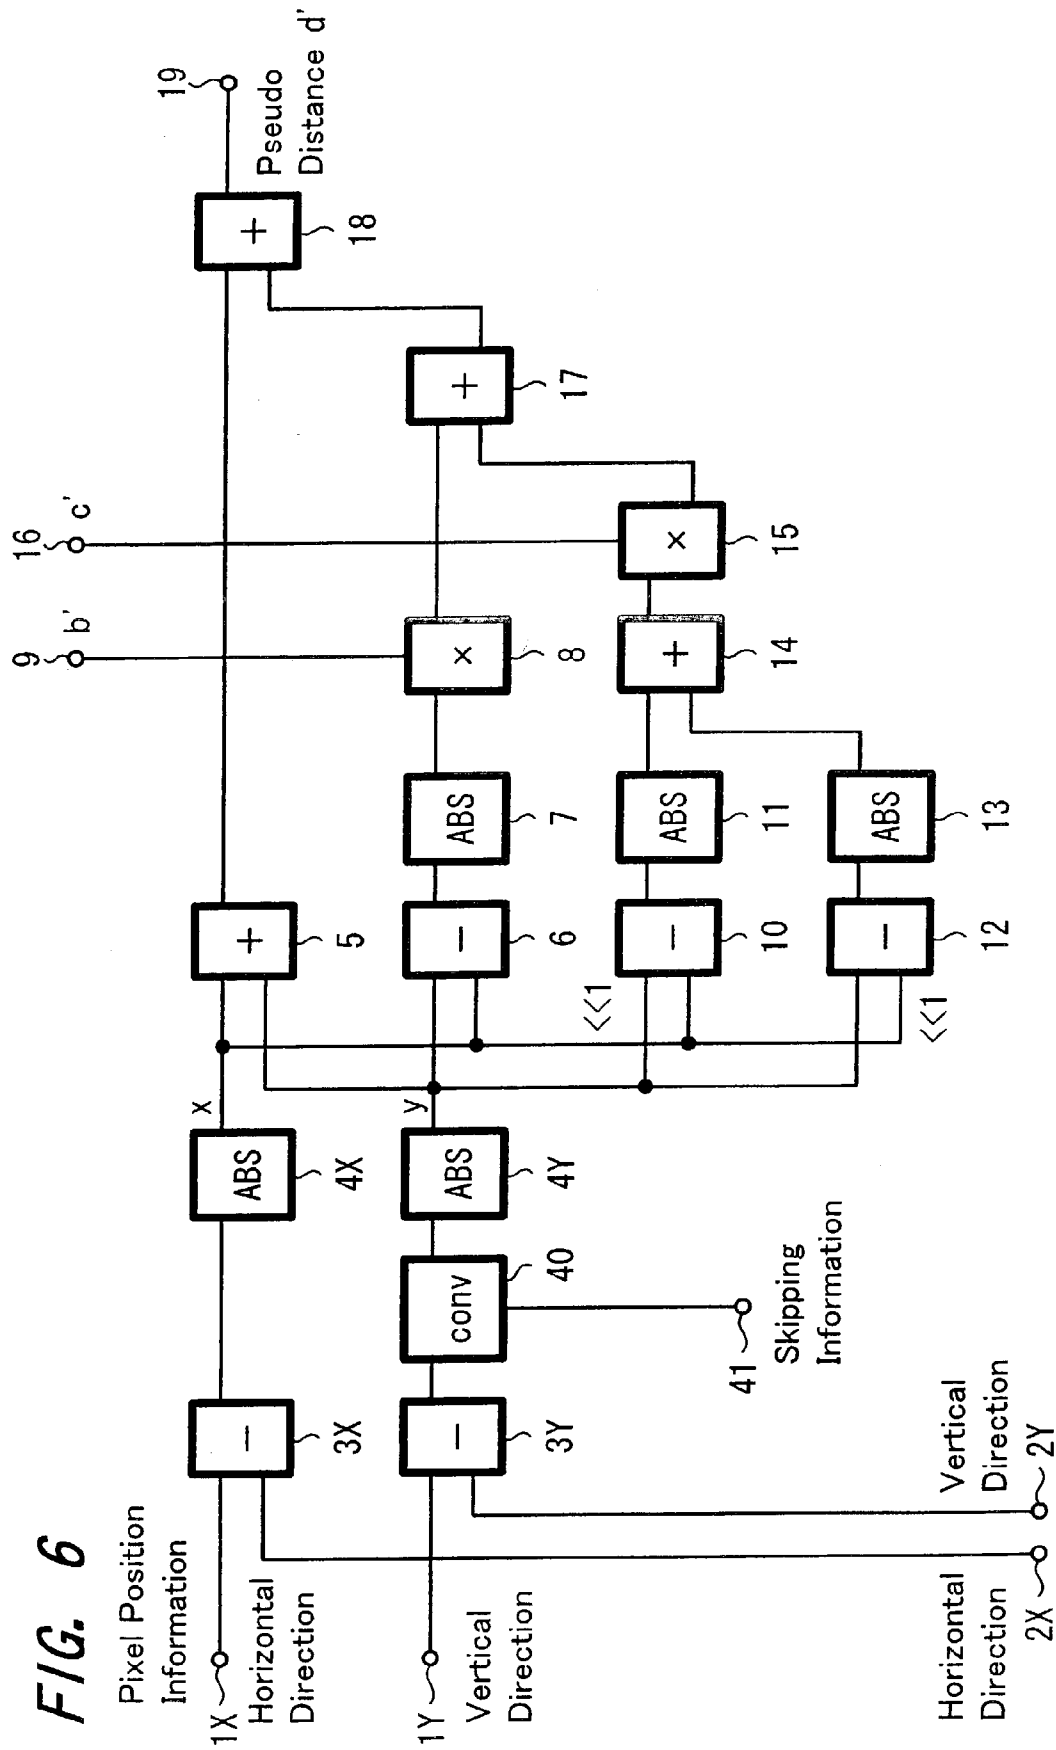 FIG. 6
Pixel Position
Information
1X
Horizontal
Direction
1Y
Vertical
Direction
Horizontal
Direction
2X
Vertical
Direction
2Y
−
3X
−
3Y
conv
40
41
Skipping
Information
ABS
4X
ABS
4Y
x
y
+
5
−
6
<<1
−
10
−
12
<<1
ABS
7
ABS
11
ABS
13
9
b'
×
8
+
14
16
c'
×
15
+
17
+
18
19
Pseudo
Distance d'